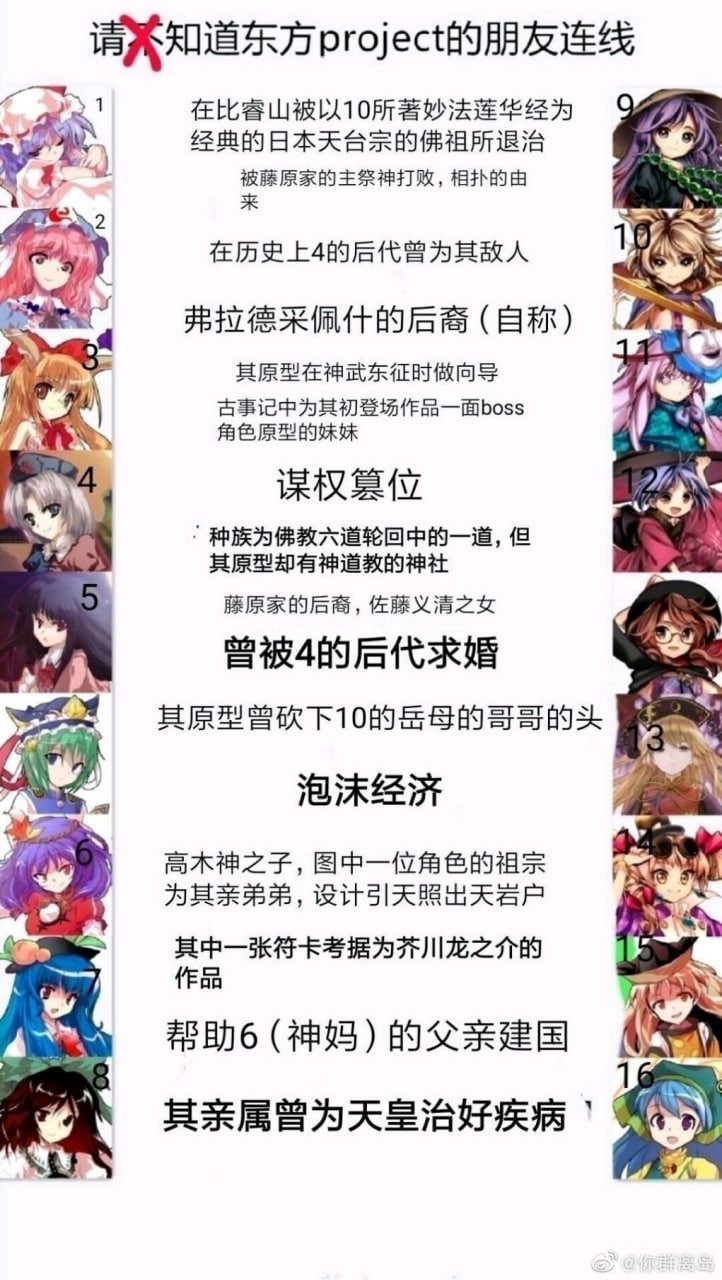 请不知道东方project的朋友连线
1
在比睿山被以10所著妙法莲华经为
经典的日本天台宗的佛祖所退治
9
被藤原家的主祭神打败，相扑的由
来
2
在历史上4的后代曾为其敌人
10
弗拉德采佩什的后裔（自称）
3
其原型在神武东征时做向导
11
古事记中为其初登场作品一面boss
角色原型的妹妹
4
谋权篡位
12
种族为佛教六道轮回中的一道，但
其原型却有神道教的神社
5
藤原家的后裔，佐藤义清之女
曾被4的后代求婚
其原型曾砍下10的岳母的哥哥的头
13
泡沫经济
6
高木神之子，图中一位角色的祖宗
为其亲弟弟，设计引天照出天岩户
14
其中一张符卡考据为芥川龙之介的
作品
7
15
帮助6（神妈）的父亲建国
8
其亲属曾为天皇治好疾病
16
@你群离岛